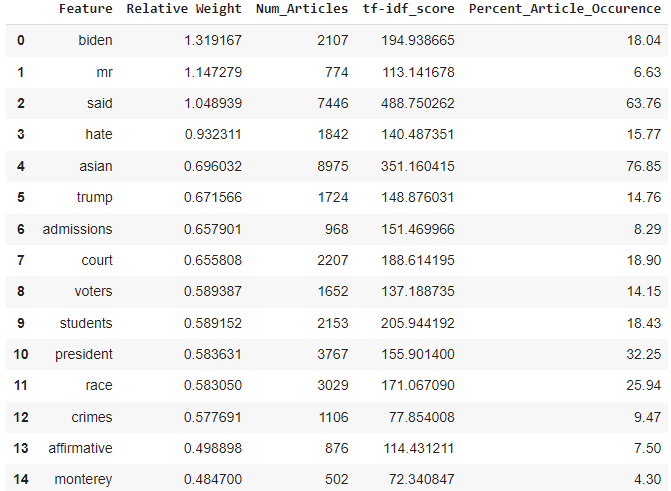 Feature Relative Weight Num_Articles tf-idf_score Percent_Article_Occurence
0 biden 1.319167 2107 194.938665 18.04
1 mr 1.147279 774 113.141678 6.63
2 said 1.048939 7446 488.750262 63.76
3 hate 0.932311 1842 140.487351 15.77
4 asian 0.696032 8975 351.160415 76.85
5 trump 0.671566 1724 148.876031 14.76
6 admissions 0.657901 968 151.469966 8.29
7 court 0.655808 2207 188.614195 18.90
8 voters 0.589387 1652 137.188735 14.15
9 students 0.589152 2153 205.944192 18.43
10 president 0.583631 3767 155.901400 32.25
11 race 0.583050 3029 171.067090 25.94
12 crimes 0.577691 1106 77.854008 9.47
13 affirmative 0.498898 876 114.431211 7.50
14 monterey 0.484700 502 72.340847 4.30